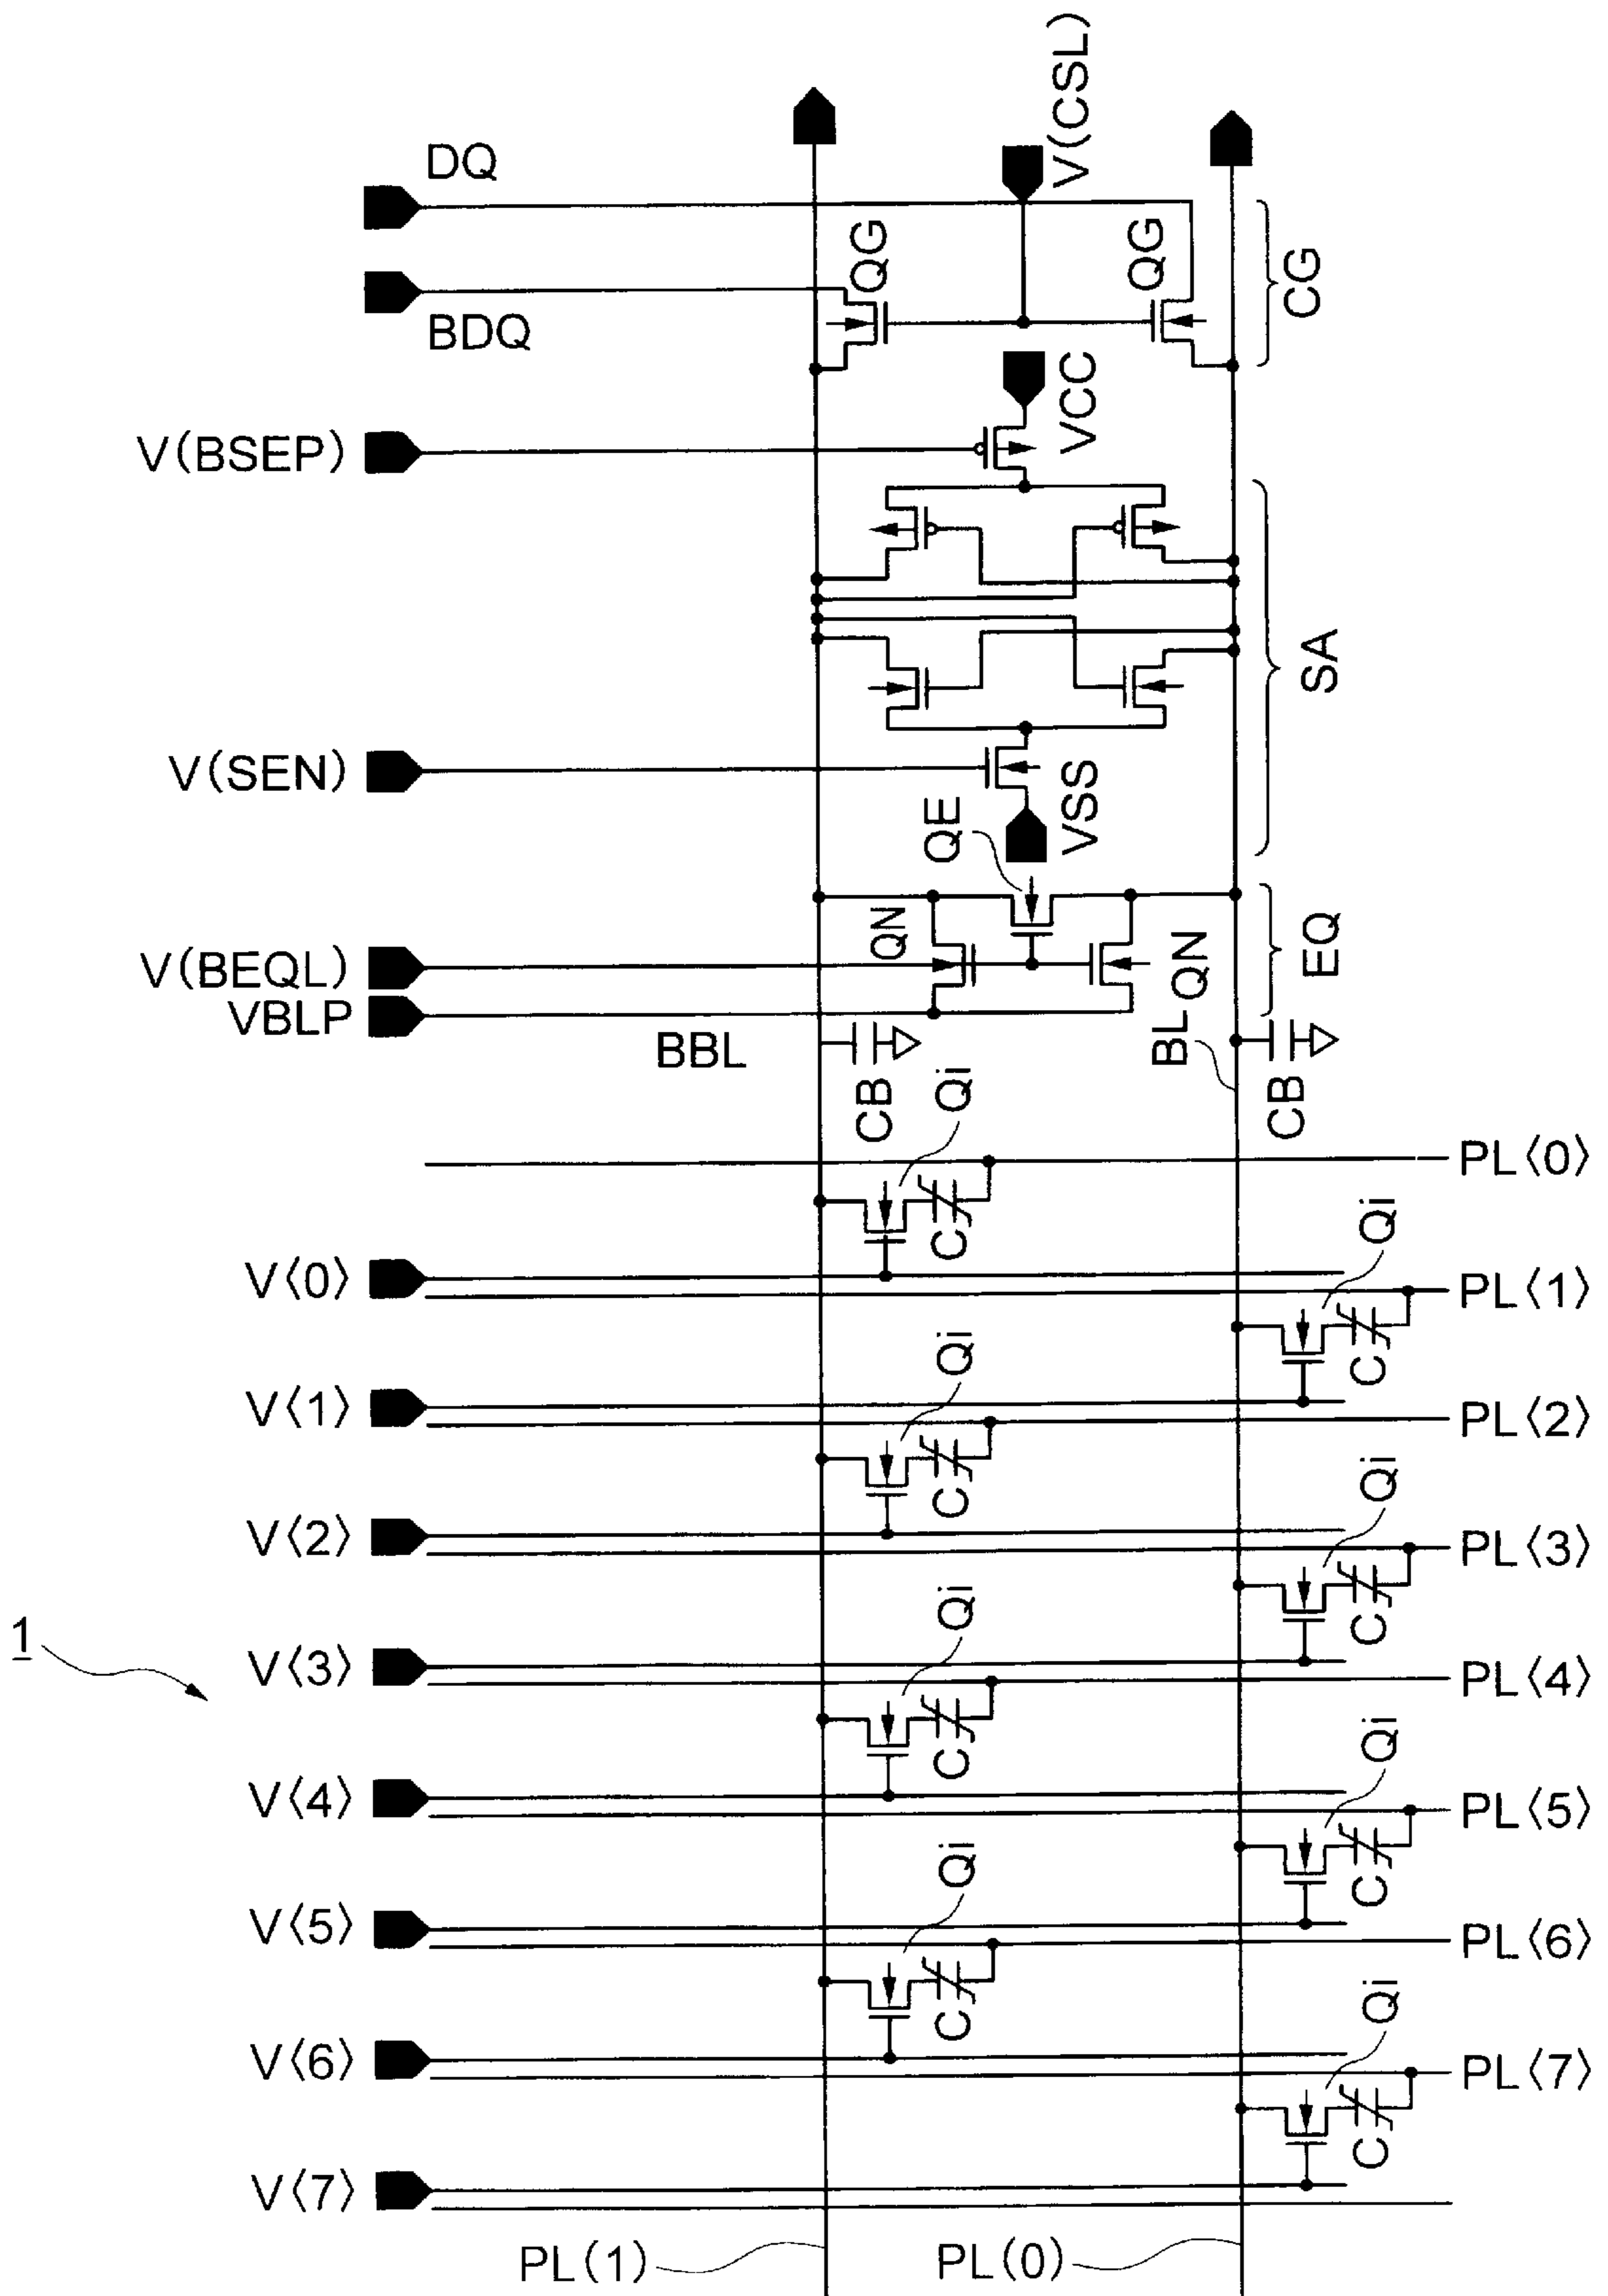 DQ
BDQ
V(CSL)
QG
QG
CG
V(BSEP)
VCC
SA
V(SEN)
QE
VSS
V(BEQL)
VBLP
QN
QN
EQ
BBL
BL
CB
CB
Qi
C
PL⟨0⟩
V⟨0⟩
Qi
C
PL⟨1⟩
V⟨1⟩
Qi
C
PL⟨2⟩
V⟨2⟩
Qi
C
PL⟨3⟩
1
V⟨3⟩
Qi
C
PL⟨4⟩
V⟨4⟩
Qi
C
PL⟨5⟩
V⟨5⟩
Qi
C
PL⟨6⟩
V⟨6⟩
Qi
C
PL⟨7⟩
V⟨7⟩
PL(1)
PL(0)